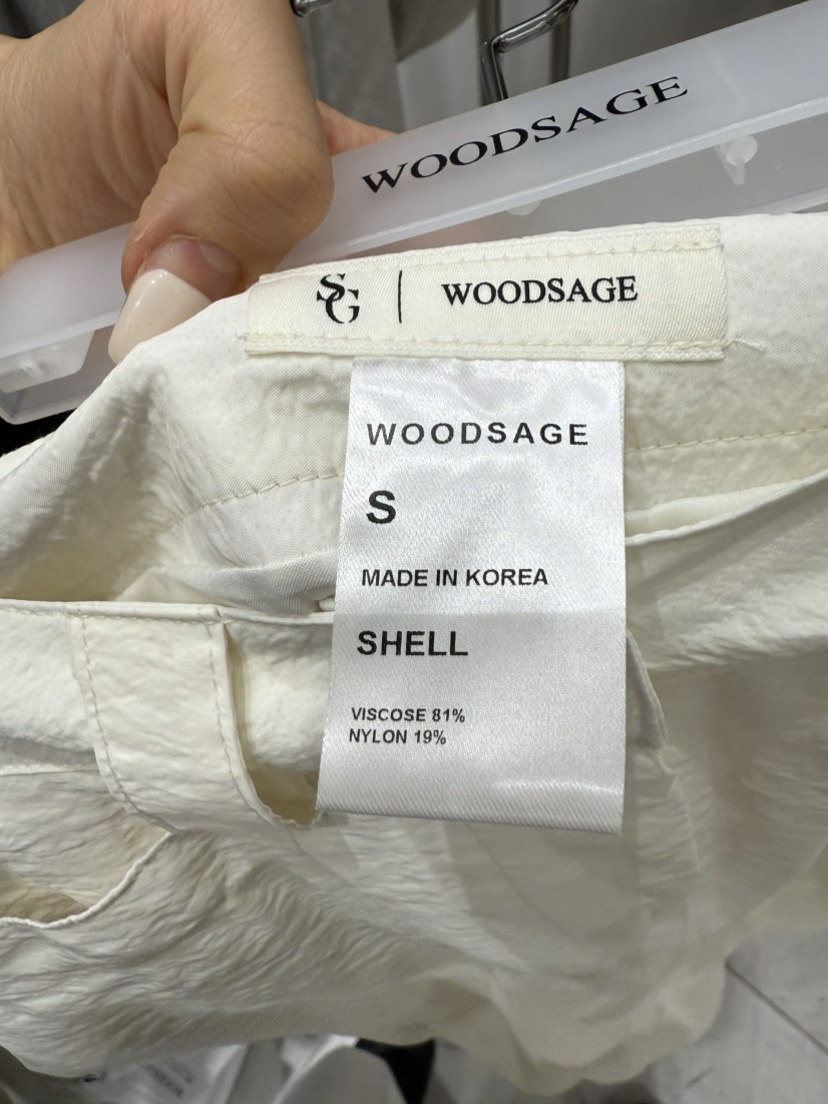 WOODSAGE
SG | WOODSAGE
WOODSAGE
S
MADE IN KOREA
SHELL
VISCOSE 81%
NYLON 19%